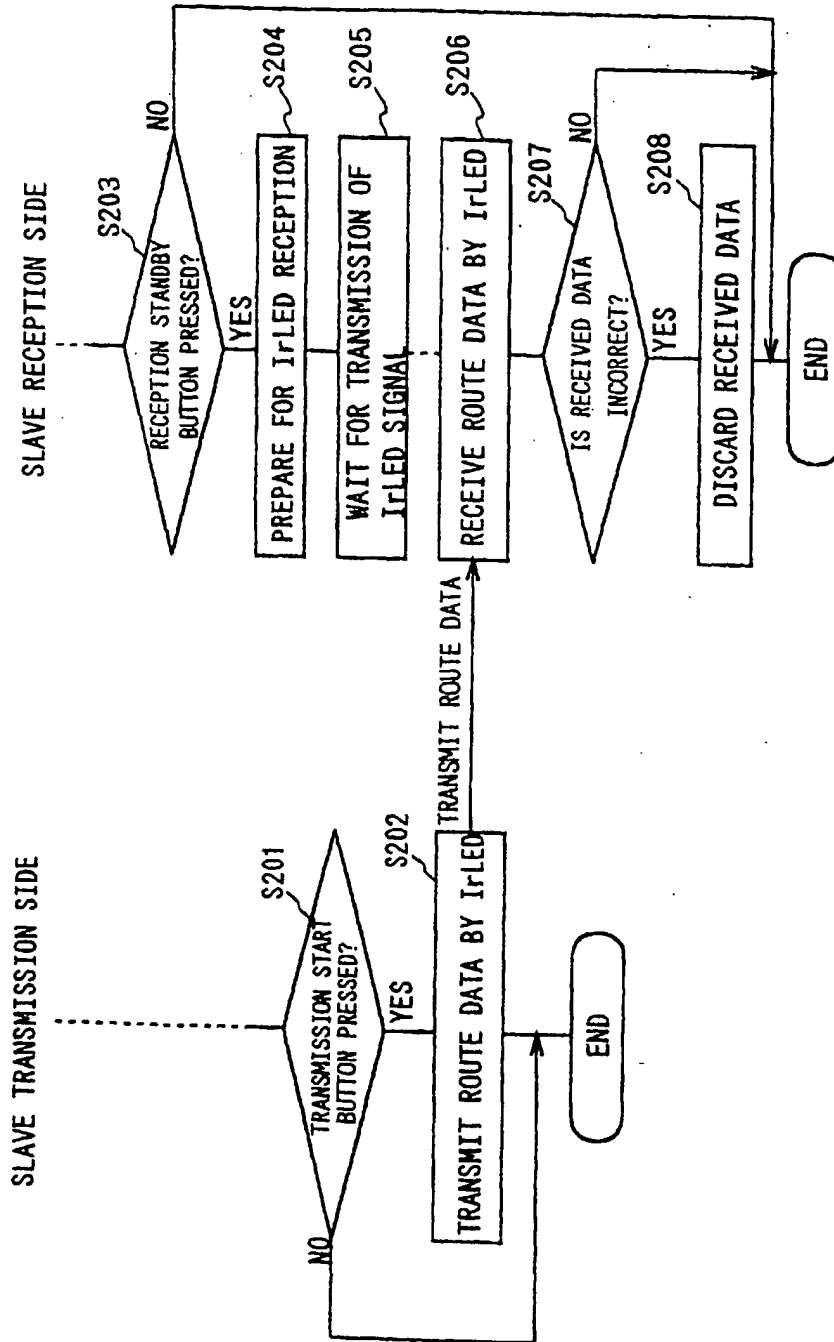 SLAVE TRANSMISSION SIDE
S201
TRANSMISSION START
BUTTON PRESSED?
NO
YES
S202
TRANSMIT ROUTE DATA BY IrLED
END
TRANSMIT ROUTE DATA
SLAVE RECEPTION SIDE
S203
RECEPTION STANDBY
BUTTON PRESSED?
NO
YES
S204
PREPARE FOR IrLED RECEPTION
S205
WAIT FOR TRANSMISSION OF
IrLED SIGNAL
S206
RECEIVE ROUTE DATA BY IrLED
S207
IS RECEIVED DATA
INCORRECT?
NO
YES
S208
DISCARD RECEIVED DATA
END